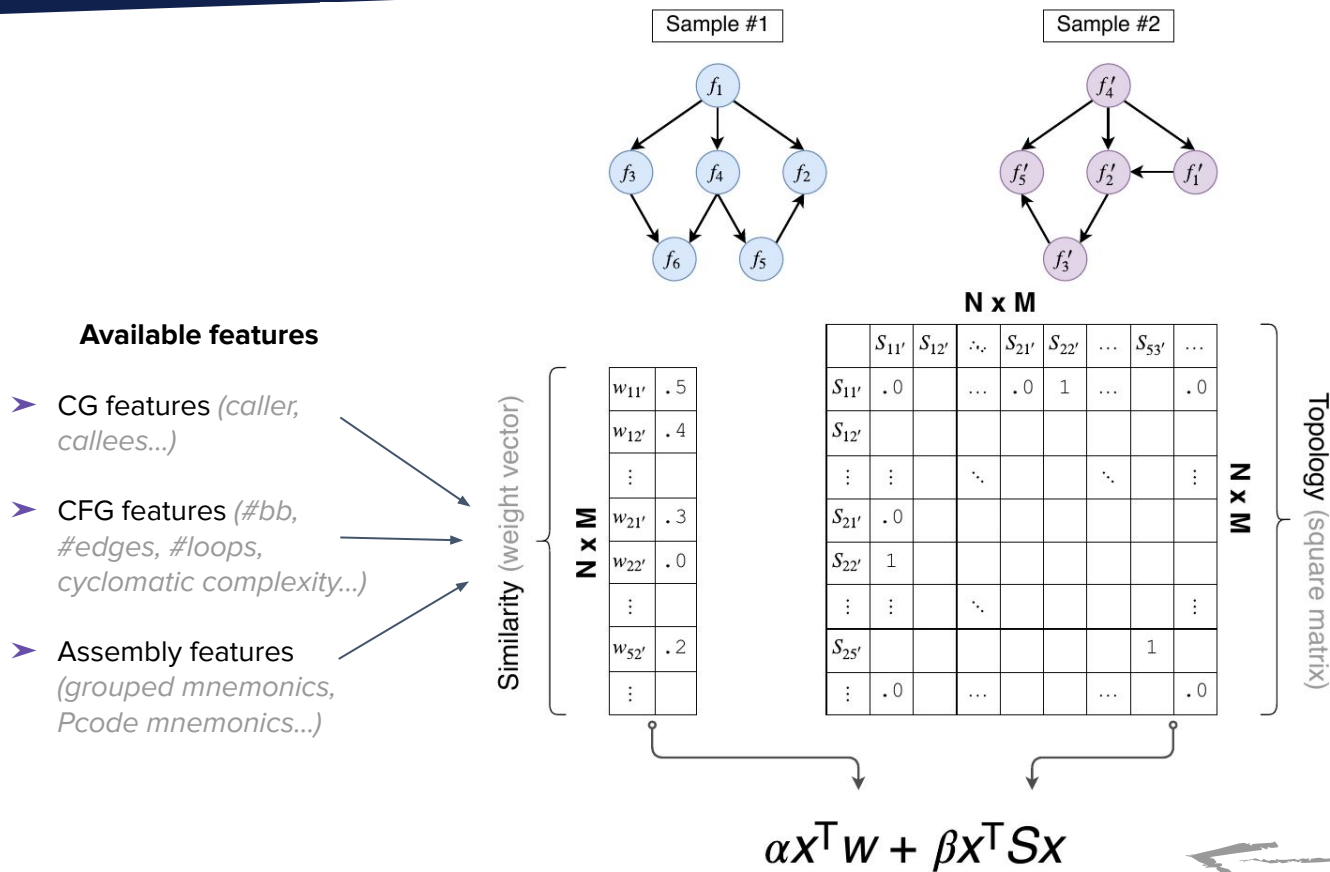 Sample #1
Sample #2
f₁
f₃
f₄
f₂
f₆
f₅
f′₄
f′₅
f′₂
f′₁
f′₃
Available features
➤ CG features (caller,
callees...)
➤ CFG features (#bb,
#edges, #loops,
cyclomatic complexity...)
➤ Assembly features
(grouped mnemonics,
Pcode mnemonics...)
Similarity (weight vector)
N x M
w₁₁′ .5
w₁₂′ .4
⋮
w₂₁′ .3
w₂₂′ .0
⋮
w₅₂′ .2
⋮
N x M
S₁₁′ S₁₂′ ⋱ S₂₁′ S₂₂′ … S₅₃′ …
S₁₁′ .0 … .0 1 … .0
S₁₂′
⋮ ⋮ ⋱ ⋱ ⋮
S₂₁′ .0
S₂₂′ 1
⋮ ⋮ ⋱ ⋮
S₂₅′ 1
⋮ .0 … … .0
N x M
Topology (square matrix)
αxᵀw + βxᵀSx